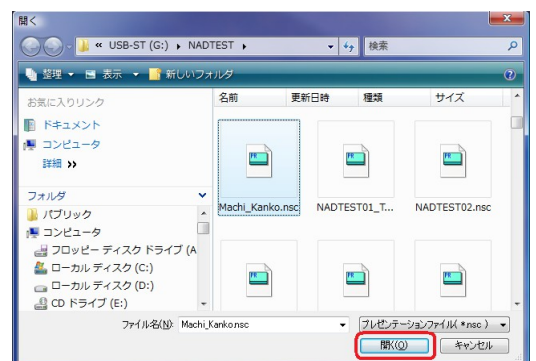 開く
« USB-ST (G:) ▸ NADTEST ▸
検索
整理 ▾ 表示 ▾ 新しいフォルダ
お気に入りリンク
ドキュメント
コンピュータ
詳細 »
フォルダ
パブリック
コンピュータ
フロッピー ディスク ドライブ (A
ローカル ディスク (C:)
ローカル ディスク (D:)
CD ドライブ (E:)
名前 更新日時 種類 サイズ
Machi_Kanko.nsc NADTEST01_T... NADTEST02.nsc
ファイル名(N): Machi_Kanko.nsc
プレゼンテーションファイル( *.nsc )
開く(O) キャンセル